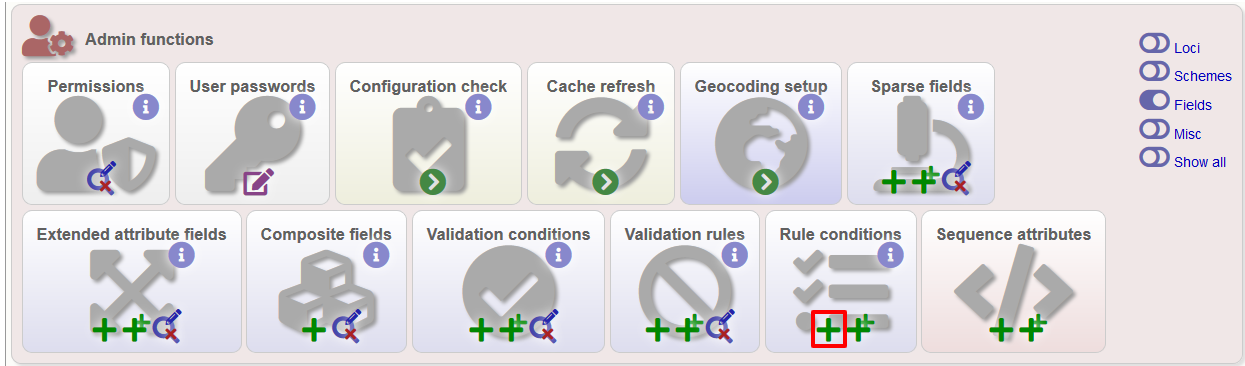 Admin functions
Loci
Schemes
Fields
Misc
Show all
Permissions
User passwords
Configuration check
Cache refresh
Geocoding setup
Sparse fields
Extended attribute fields
Composite fields
Validation conditions
Validation rules
Rule conditions
Sequence attributes